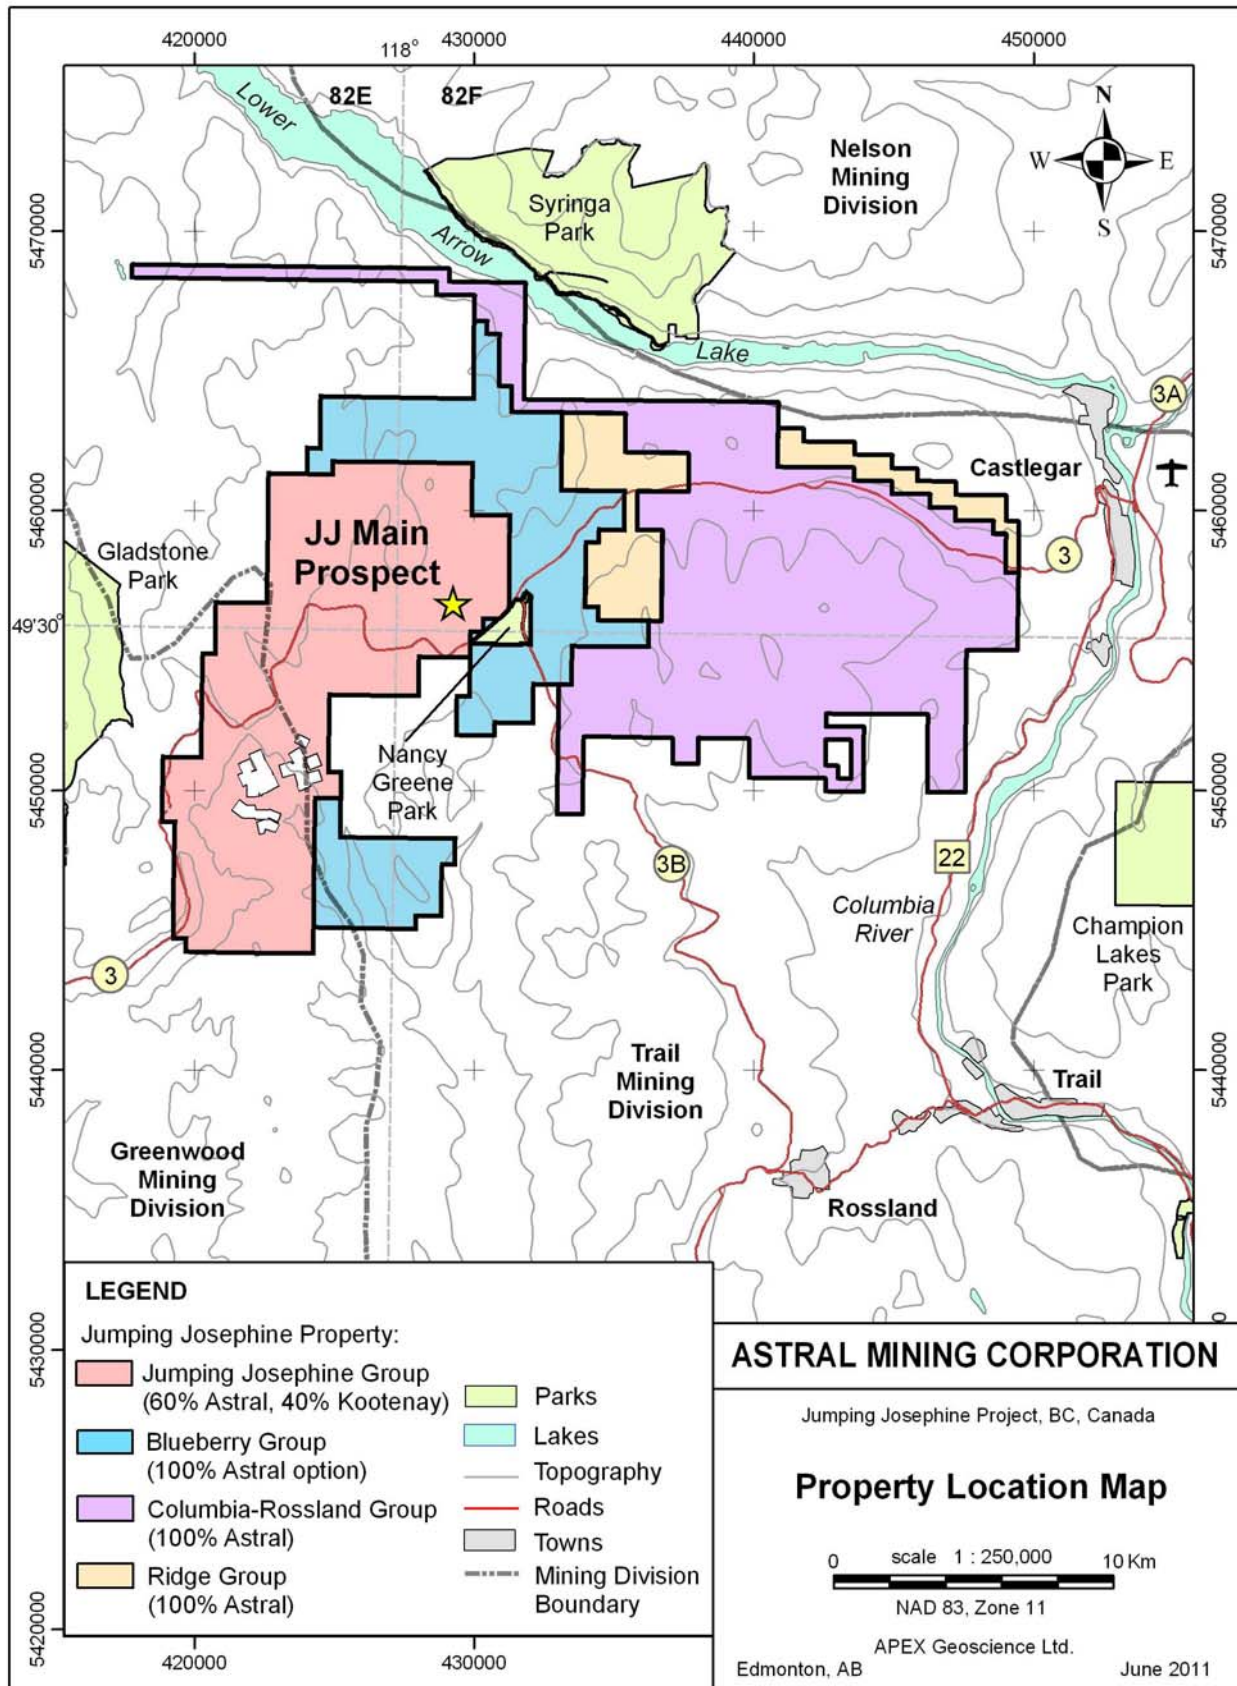 420000
430000
440000
450000
118°
82E
82F
Lower
Arrow
Lake
Syringa
Park
Nelson
Mining
Division
N
W
E
S
5470000
5470000
3A
Castlegar
JJ Main
Prospect
Gladstone
Park
5460000
5460000
3
49°30'
Nancy
Greene
Park
5450000
5450000
3B
22
Columbia
River
Champion
Lakes
Park
3
Trail
Mining
Division
Trail
5440000
5440000
Greenwood
Mining
Division
Rossland
LEGEND
Jumping Josephine Property:
Jumping Josephine Group
(60% Astral, 40% Kootenay)
Blueberry Group
(100% Astral option)
Columbia-Rossland Group
(100% Astral)
Ridge Group
(100% Astral)
Parks
Lakes
Topography
Roads
Towns
Mining Division
Boundary
5430000
0
5420000
420000
430000
ASTRAL MINING CORPORATION
Jumping Josephine Project, BC, Canada
Property Location Map
0 scale 1 : 250,000 10 Km
NAD 83, Zone 11
APEX Geoscience Ltd.
Edmonton, AB
June 2011